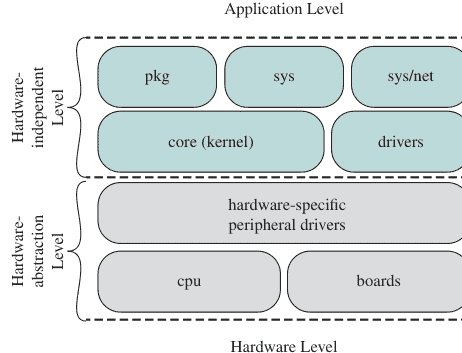 Application Level
Hardware-
independent
Level
pkg
sys
sys/net
core (kernel)
drivers
Hardware-
abstraction
Level
hardware-specific
peripheral drivers
cpu
boards
Hardware Level